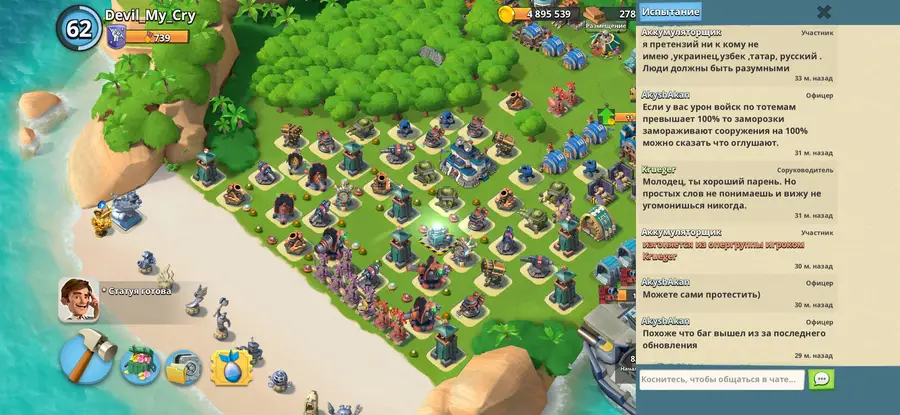 62
Devil_My_Cry
739
4 895 539
278
Размещение
* Статуя готова
Испытание
Аккумуляторщик Участник
я претензий ни к кому не
имею ,украинец,узбек ,татар, русский .
Люди должны быть разумными
33 м. назад
AkyshAkan Офицер
Если у вас урон войск по тотемам
превышает 100% то заморозки
замораживают сооружения на 100%
можно сказать что оглушают.
31 м. назад
Krueger Соруководитель
Молодец, ты хороший парень. Но
простых слов не понимаешь и вижу не
угомонишься никогда.
31 м. назад
Аккумуляторщик Участник
изгоняется из опергруппы игроком
Krueger
30 м. назад
AkyshAkan Офицер
Можете сами протестить)
30 м. назад
AkyshAkan Офицер
Похоже что баг вышел из за последнего
обновления
29 м. назад
Коснитесь, чтобы общаться в чате...